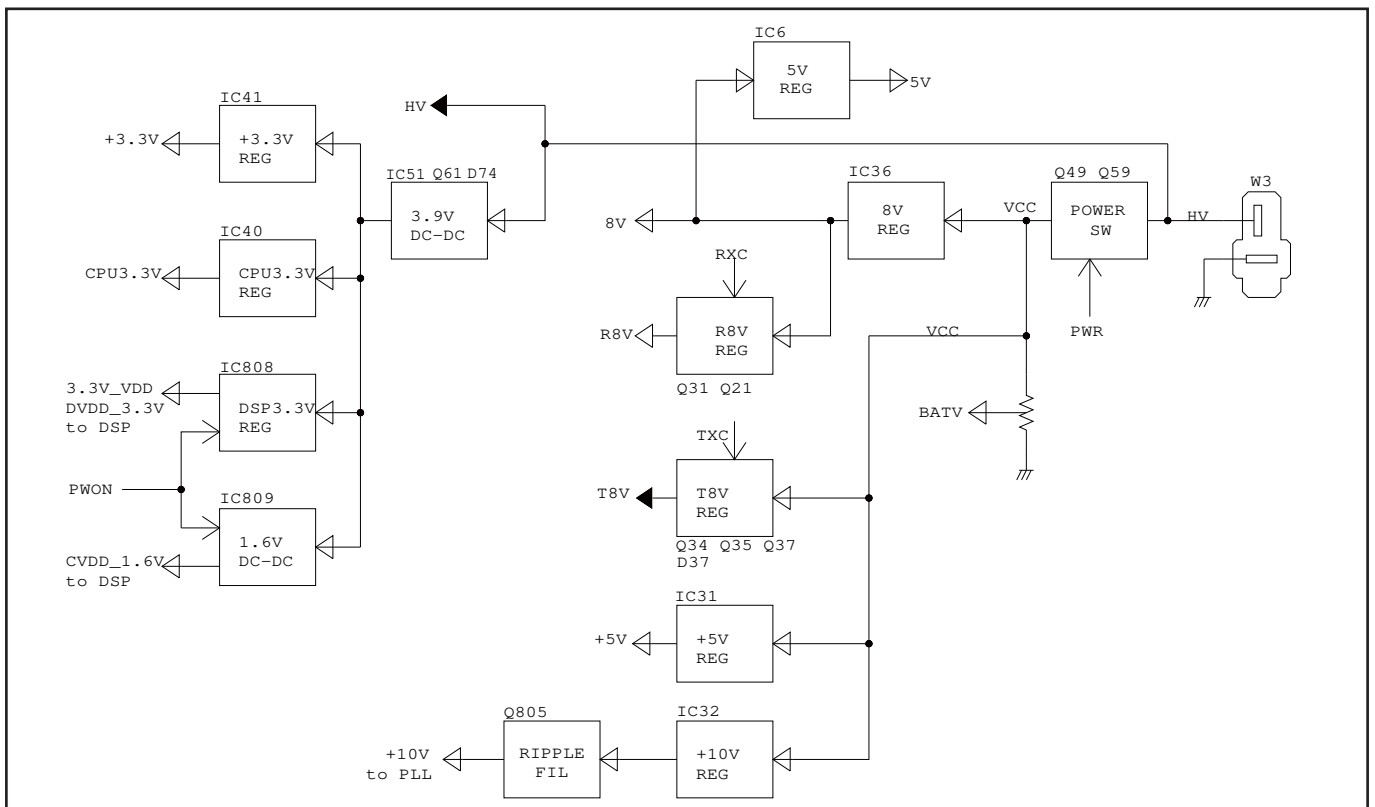 IC6
5V
REG
5V
IC41
+3.3V
+3.3V
REG
HV
IC51 Q61 D74
3.9V
DC-DC
IC36
8V
REG
8V
VCC
Q49 Q59
POWER
SW
HV
W3
PWR
IC40
CPU3.3V
CPU3.3V
REG
RXC
R8V
R8V
REG
Q31 Q21
VCC
BATV
IC808
3.3V_VDD
DVDD_3.3V
to DSP
DSP3.3V
REG
PWON
IC809
1.6V
DC-DC
CVDD_1.6V
to DSP
TXC
T8V
T8V
REG
Q34 Q35 Q37
D37
IC31
+5V
+5V
REG
Q805
RIPPLE
FIL
IC32
+10V
REG
+10V
to PLL